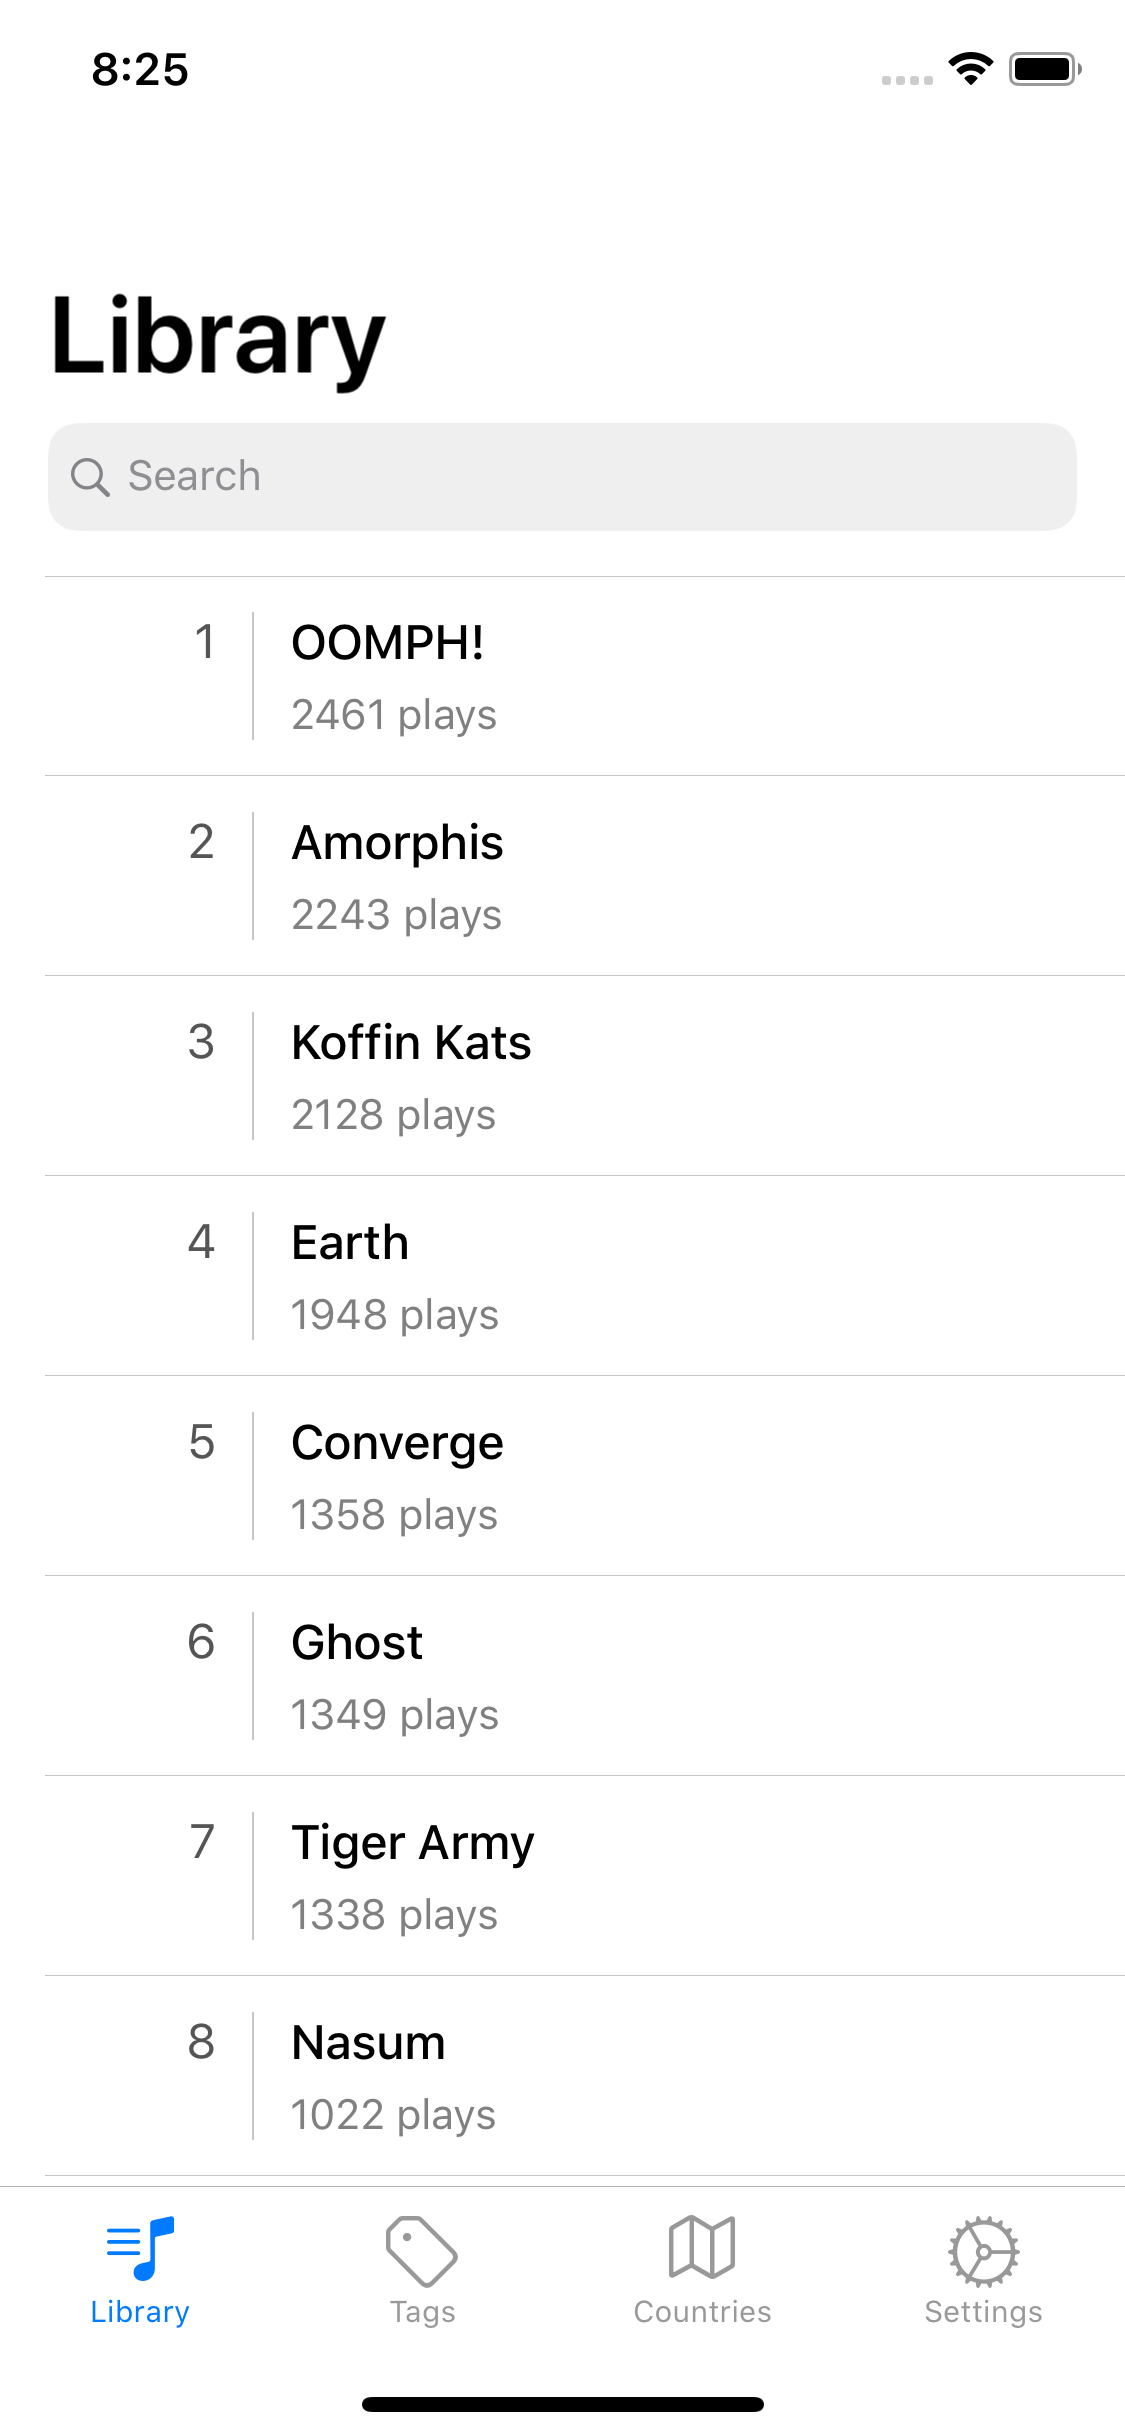 8:25
Library
Search
1
OOMPH!
2461 plays
2
Amorphis
2243 plays
3
Koffin Kats
2128 plays
4
Earth
1948 plays
5
Converge
1358 plays
6
Ghost
1349 plays
7
Tiger Army
1338 plays
8
Nasum
1022 plays
Library
Tags
Countries
Settings